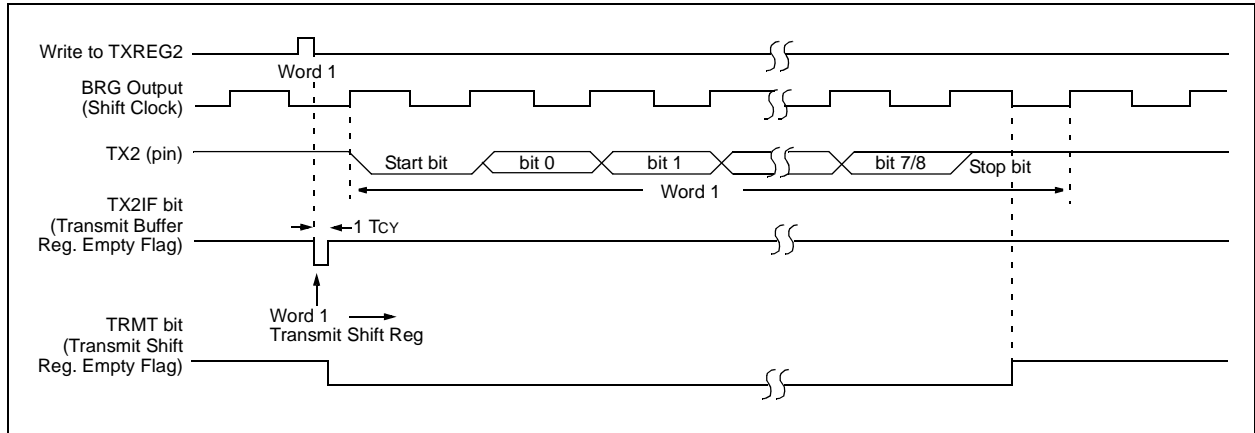 Write to TXREG2
Word 1
BRG Output
(Shift Clock)
TX2 (pin)
Start bit
bit 0
bit 1
bit 7/8
Stop bit
Word 1
TX2IF bit
(Transmit Buffer
Reg. Empty Flag)
1 TCY
Word 1
Transmit Shift Reg
TRMT bit
(Transmit Shift
Reg. Empty Flag)